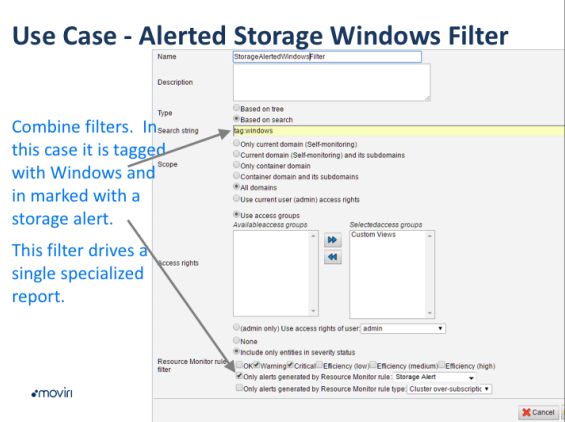 Use Case - Alerted Storage Windows Filter
Name StorageAlertedWindowsFilter
Description
Type Based on tree
Based on search
Search string tag:windows
Scope
Only current domain (Self-monitoring)
Current domain (Self-monitoring) and its subdomains
Only container domain
Container domain and its subdomains
All domains
Use current user (admin) access rights
Use access groups
Availableaccess groups Selectedaccess groups
Custom Views
Access rights
(admin only) Use access rights of user: admin
None
Include only entities in severity status
Resource Monitor rule filter
OK Warning Critical Efficiency (low) Efficiency (medium) Efficiency (high)
Only alerts generated by Resource Monitor rule: Storage Alert
Only alerts generated by Resource Monitor rule type: Cluster over-subscriptic
Cancel
Combine filters. In
this case it is tagged
with Windows and
in marked with a
storage alert.
This filter drives a
single specialized
report.
moviri